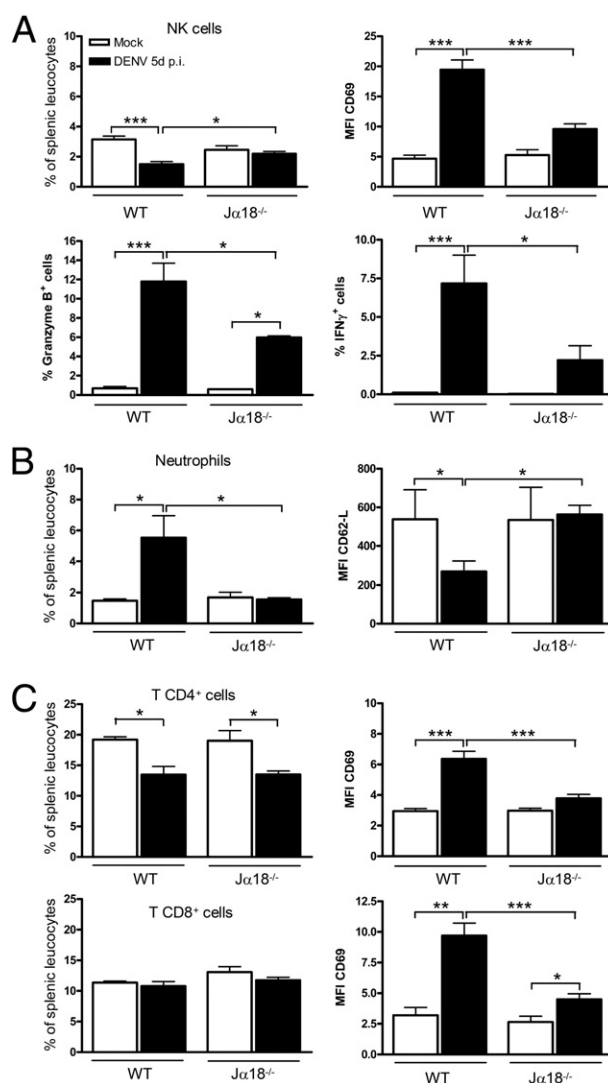 A
NK cells
Mock
DENV 5d p.i.
% of splenic leucocytes
10
8
6
4
2
0
***
*
WT
Jα18-/-
MFI CD69
25
20
15
10
5
0
***
***
WT
Jα18-/-
% Granzyme B+ cells
16
14
12
10
8
6
4
2
0
***
*
*
WT
Jα18-/-
% IFNγ+ cells
10.0
7.5
5.0
2.5
0.0
***
*
WT
Jα18-/-
B
Neutrophils
% of splenic leucocytes
10
8
6
4
2
0
*
*
WT
Jα18-/-
MFI CD62-L
800
600
400
200
0
*
*
WT
Jα18-/-
C
T CD4+ cells
% of splenic leucocytes
25
20
15
10
5
0
*
*
WT
Jα18-/-
MFI CD69
8
6
4
2
0
***
***
WT
Jα18-/-
T CD8+ cells
% of splenic leucocytes
25
20
15
10
5
0
WT
Jα18-/-
MFI CD69
10.0
7.5
5.0
2.5
0.0
**
***
*
WT
Jα18-/-